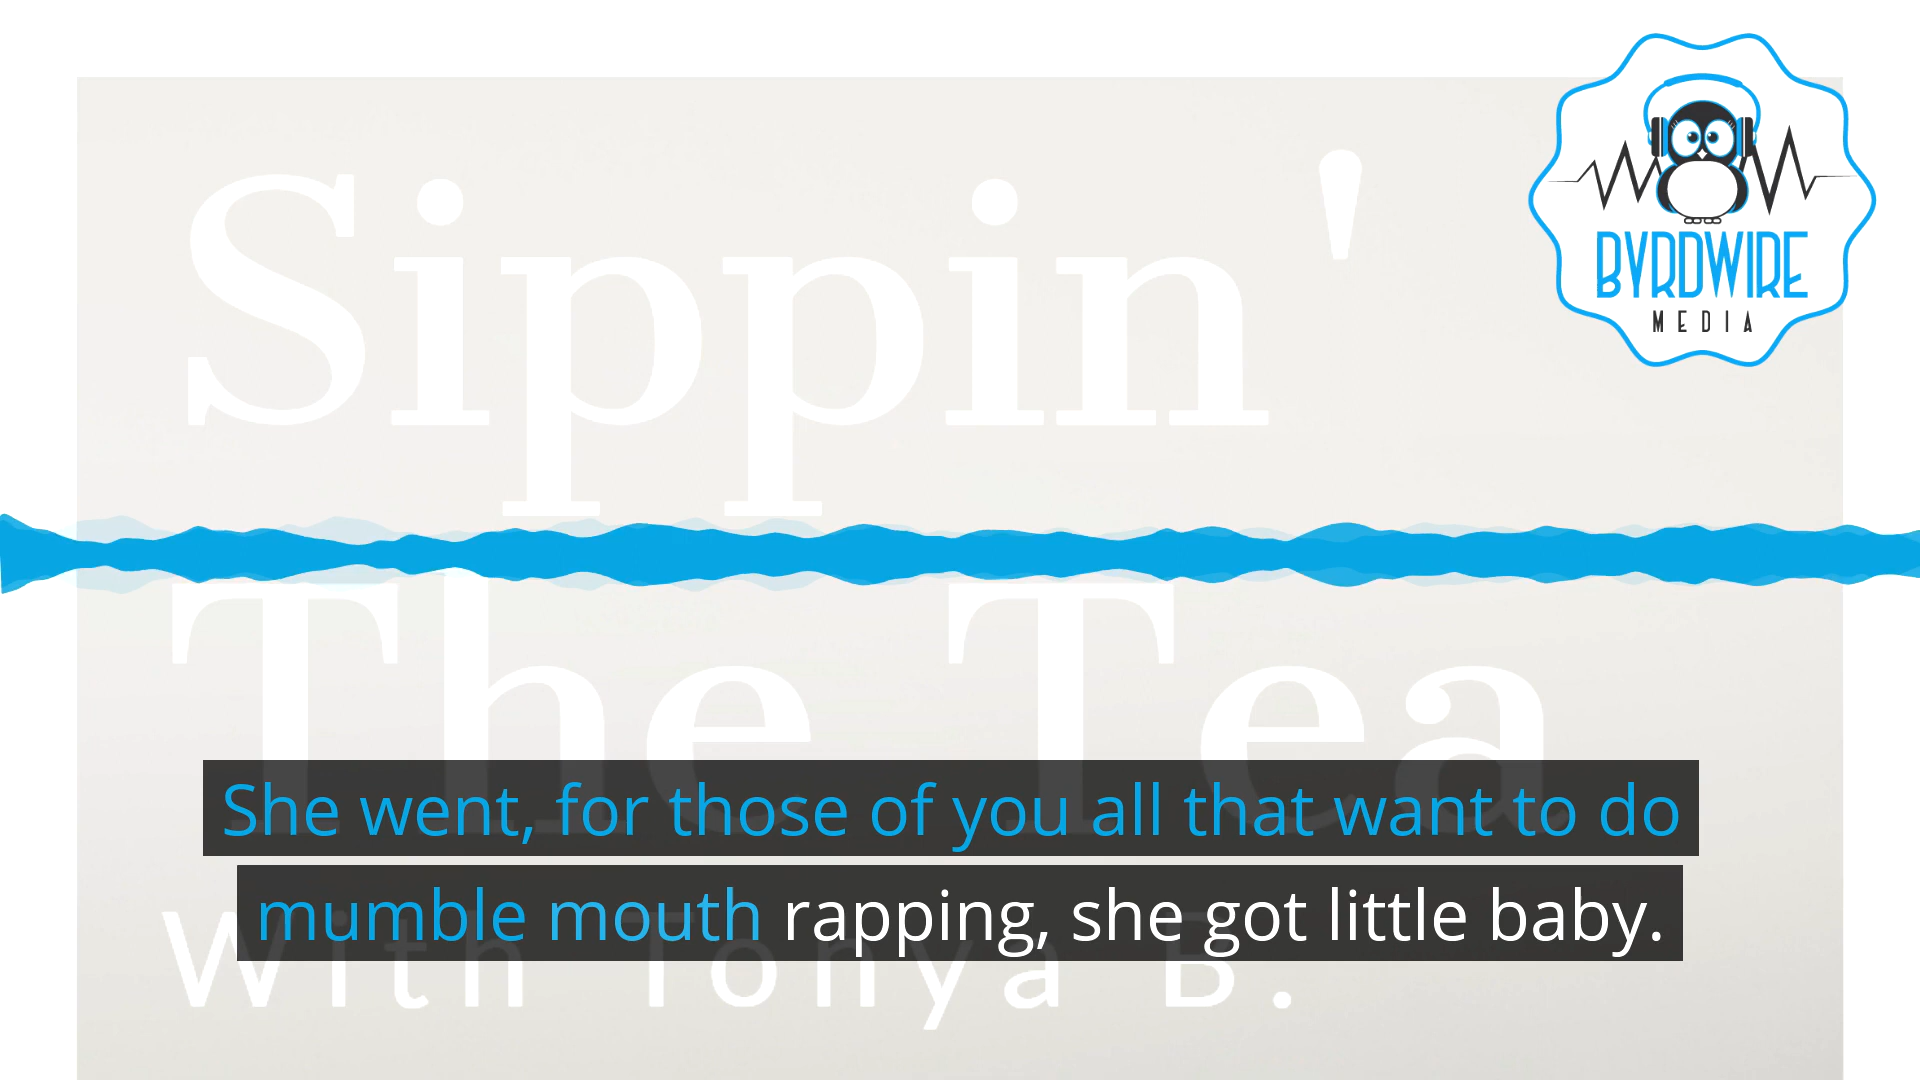 Sippin '
BYRDWIRE
MEDIA
The Tea
She went, for those of you all that want to do
mumble mouth rapping, she got little baby.
With Tonya B.